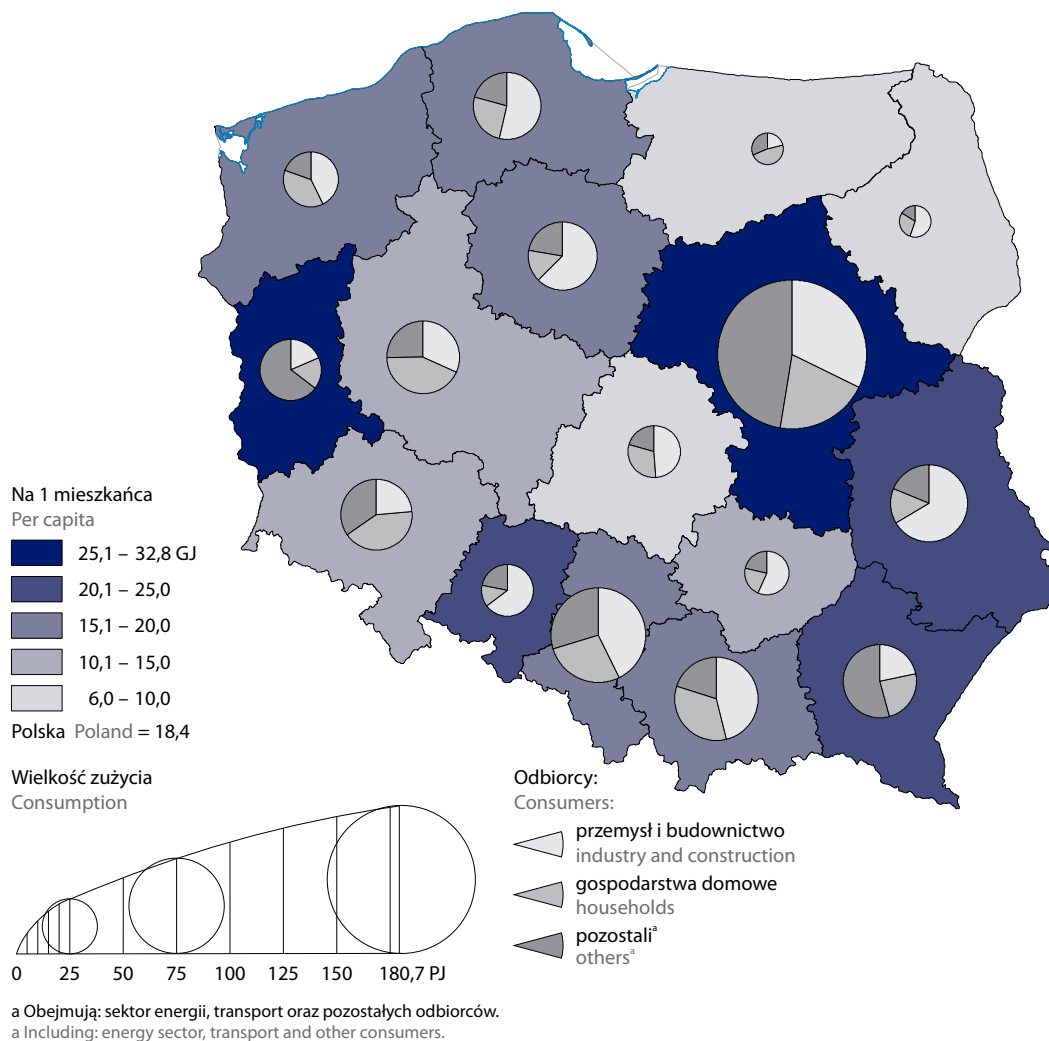 Na 1 mieszkańca
Per capita
25,1 – 32,8 GJ
20,1 – 25,0
15,1 – 20,0
10,1 – 15,0
6,0 – 10,0
Polska Poland = 18,4
Wielkość zużycia
Consumption
0 25 50 75 100 125 150 180,7 PJ
Odbiorcy:
Consumers:
przemysł i budownictwo
industry and construction
gospodarstwa domowe
households
pozostaliª
othersª
a Obejmują: sektor energii, transport oraz pozostałych odbiorców.
a Including: energy sector, transport and other consumers.